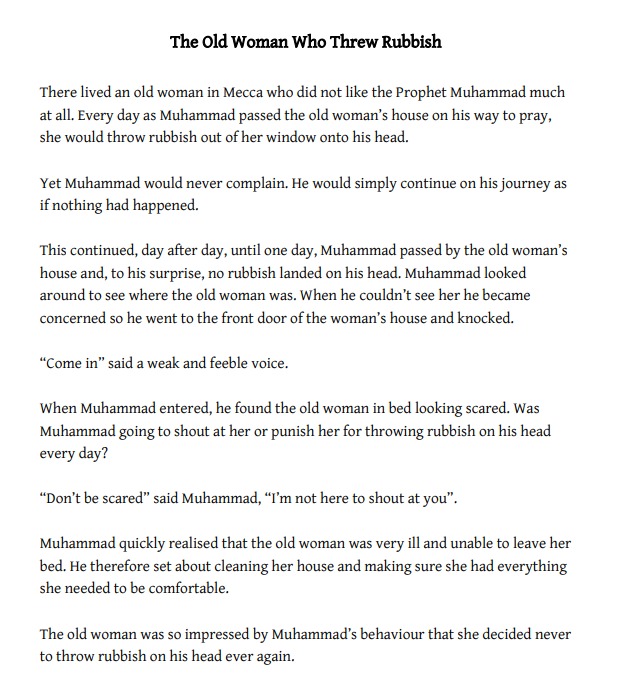 The Old Woman Who Threw Rubbish
There lived an old woman in Mecca who did not like the Prophet Muhammad much
at all. Every day as Muhammad passed the old woman’s house on his way to pray,
she would throw rubbish out of her window onto his head.
Yet Muhammad would never complain. He would simply continue on his journey as
if nothing had happened.
This continued, day after day, until one day, Muhammad passed by the old woman’s
house and, to his surprise, no rubbish landed on his head. Muhammad looked
around to see where the old woman was. When he couldn’t see her he became
concerned so he went to the front door of the woman’s house and knocked.
“Come in” said a weak and feeble voice.
When Muhammad entered, he found the old woman in bed looking scared. Was
Muhammad going to shout at her or punish her for throwing rubbish on his head
every day?
“Don’t be scared” said Muhammad, “I’m not here to shout at you”.
Muhammad quickly realised that the old woman was very ill and unable to leave her
bed. He therefore set about cleaning her house and making sure she had everything
she needed to be comfortable.
The old woman was so impressed by Muhammad’s behaviour that she decided never
to throw rubbish on his head ever again.